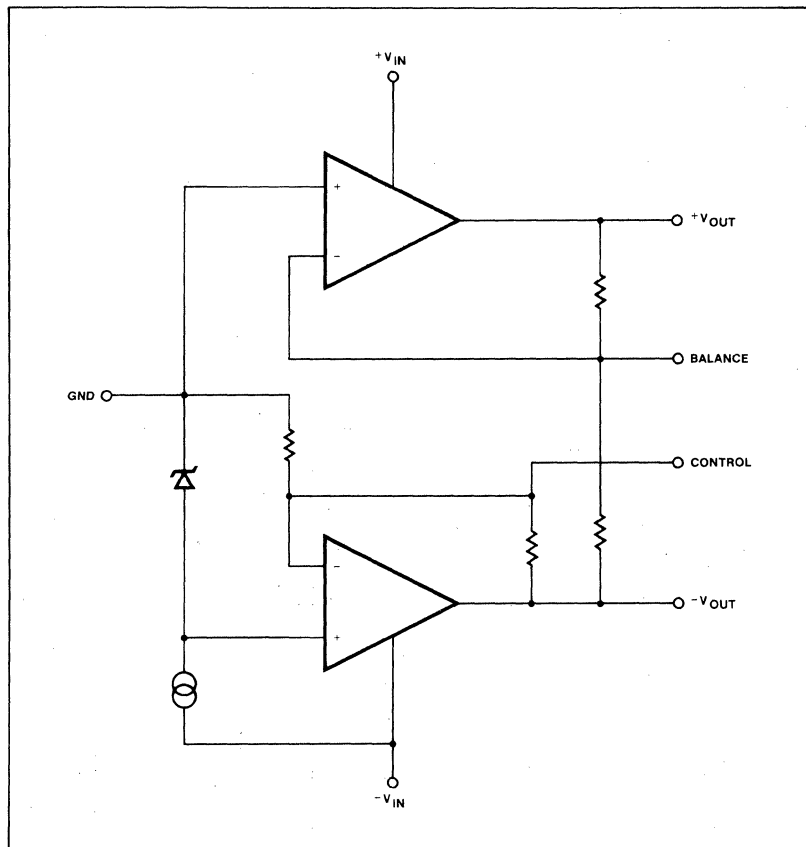 +VIN
+
−
+VOUT
BALANCE
GND
CONTROL
−
+
−VOUT
−VIN